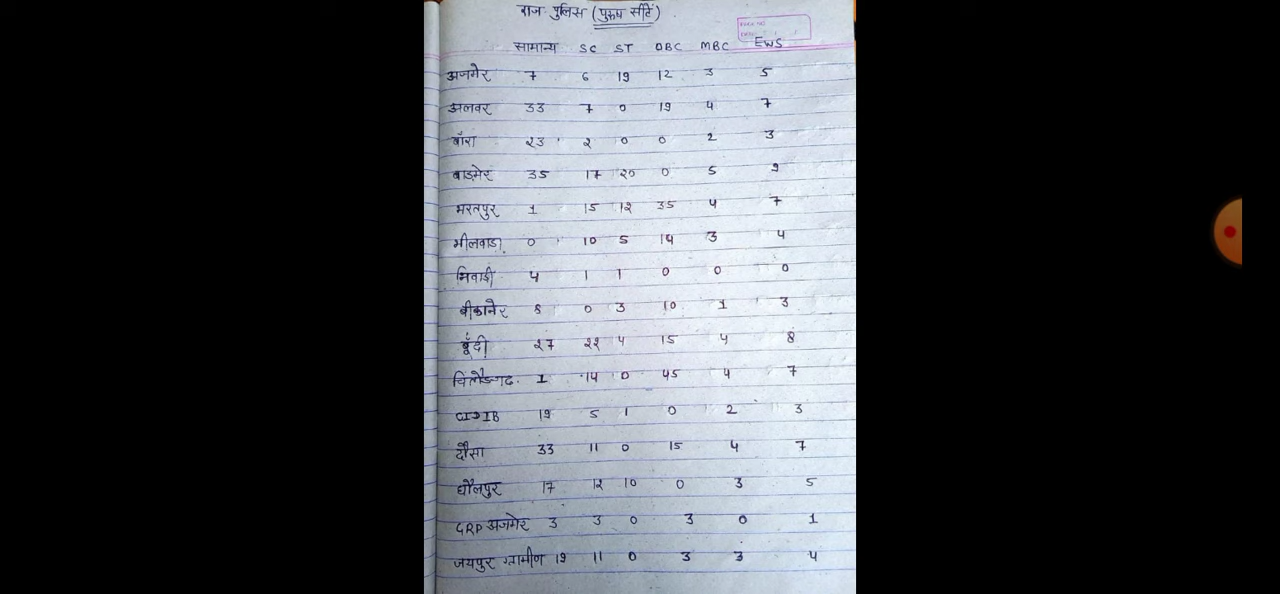 राज पुलिस (पुरुष सीटें)
सामान्य SC ST OBC MBC EWS
अजमेर 7 6 19 12 3 5
अलवर 33 7 0 19 4 7
बाँरा 23 2 0 0 2 3
बाड़मेर 35 17 20 0 5 9
भरतपुर 1 15 12 35 4 7
भीलवाड़ा 0 10 5 14 3 4
भिवाड़ी 4 1 1 0 0 0
बीकानेर 8 0 3 10 1 3
बूँदी 27 22 4 15 4 8
चित्तौड़गढ़ 1 14 0 45 4 7
CIDIB 19 5 1 0 2 3
दौसा 33 11 0 15 4 7
धौलपुर 17 12 10 0 3 5
GRP अजमेर 3 3 0 3 0 1
जयपुर ग्रामीण 19 11 0 3 3 4